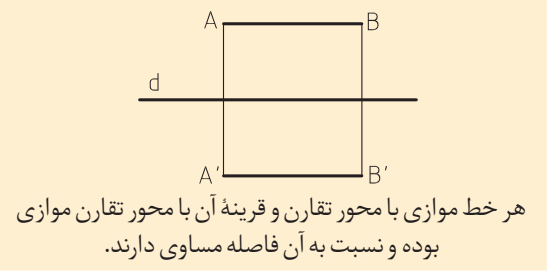 A B
d
A' B'
هر خط موازی با محور تقارن و قرینهٔ آن با محور تقارن موازی
بوده و نسبت به آن فاصله مساوی دارند.